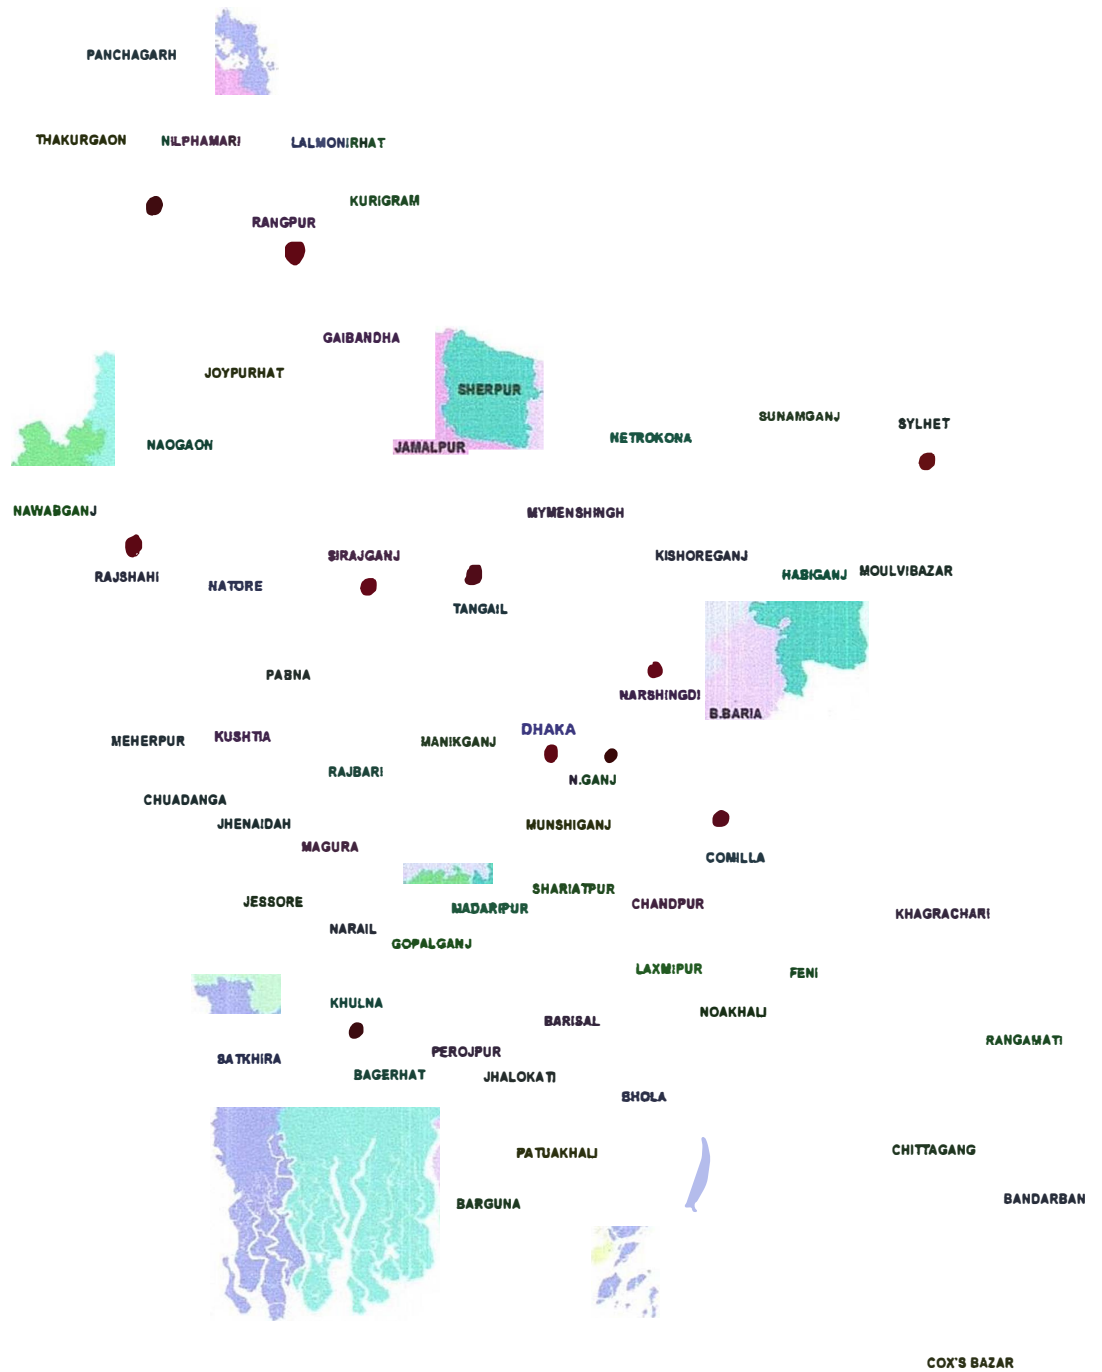 PANCHAGARH
THAKURGAON
NILPHAMARI
LALMONIRHAT
KURIGRAM
RANGPUR
GAIBANDHA
JOYPURHAT
SHERPUR
SUNAMGANJ
SYLHET
NAOGAON
JAMALPUR
NETROKONA
NAWABGANJ
MYMENSHINGH
SIRAJGANJ
KISHOREGANJ
RAJSHAHI
NATORE
HABIGANJ
MOULVIBAZAR
TANGAIL
PABNA
NARSHINGDI
B.BARIA
DHAKA
MEHERPUR
KUSHTIA
MANIKGANJ
RAJBARI
N.GANJ
CHUADANGA
JHENAIDAH
MUNSHIGANJ
MAGURA
COMILLA
SHARIATPUR
JESSORE
MADARIPUR
CHANDPUR
KHAGRACHARI
NARAIL
GOPALGANJ
LAXMIPUR
FENI
KHULNA
NOAKHALI
BARISAL
RANGAMATI
SATKHIRA
PEROJPUR
BAGERHAT
JHALOKATI
BHOLA
PATUAKHALI
CHITTAGANG
BARGUNA
BANDARBAN
COX'S BAZAR